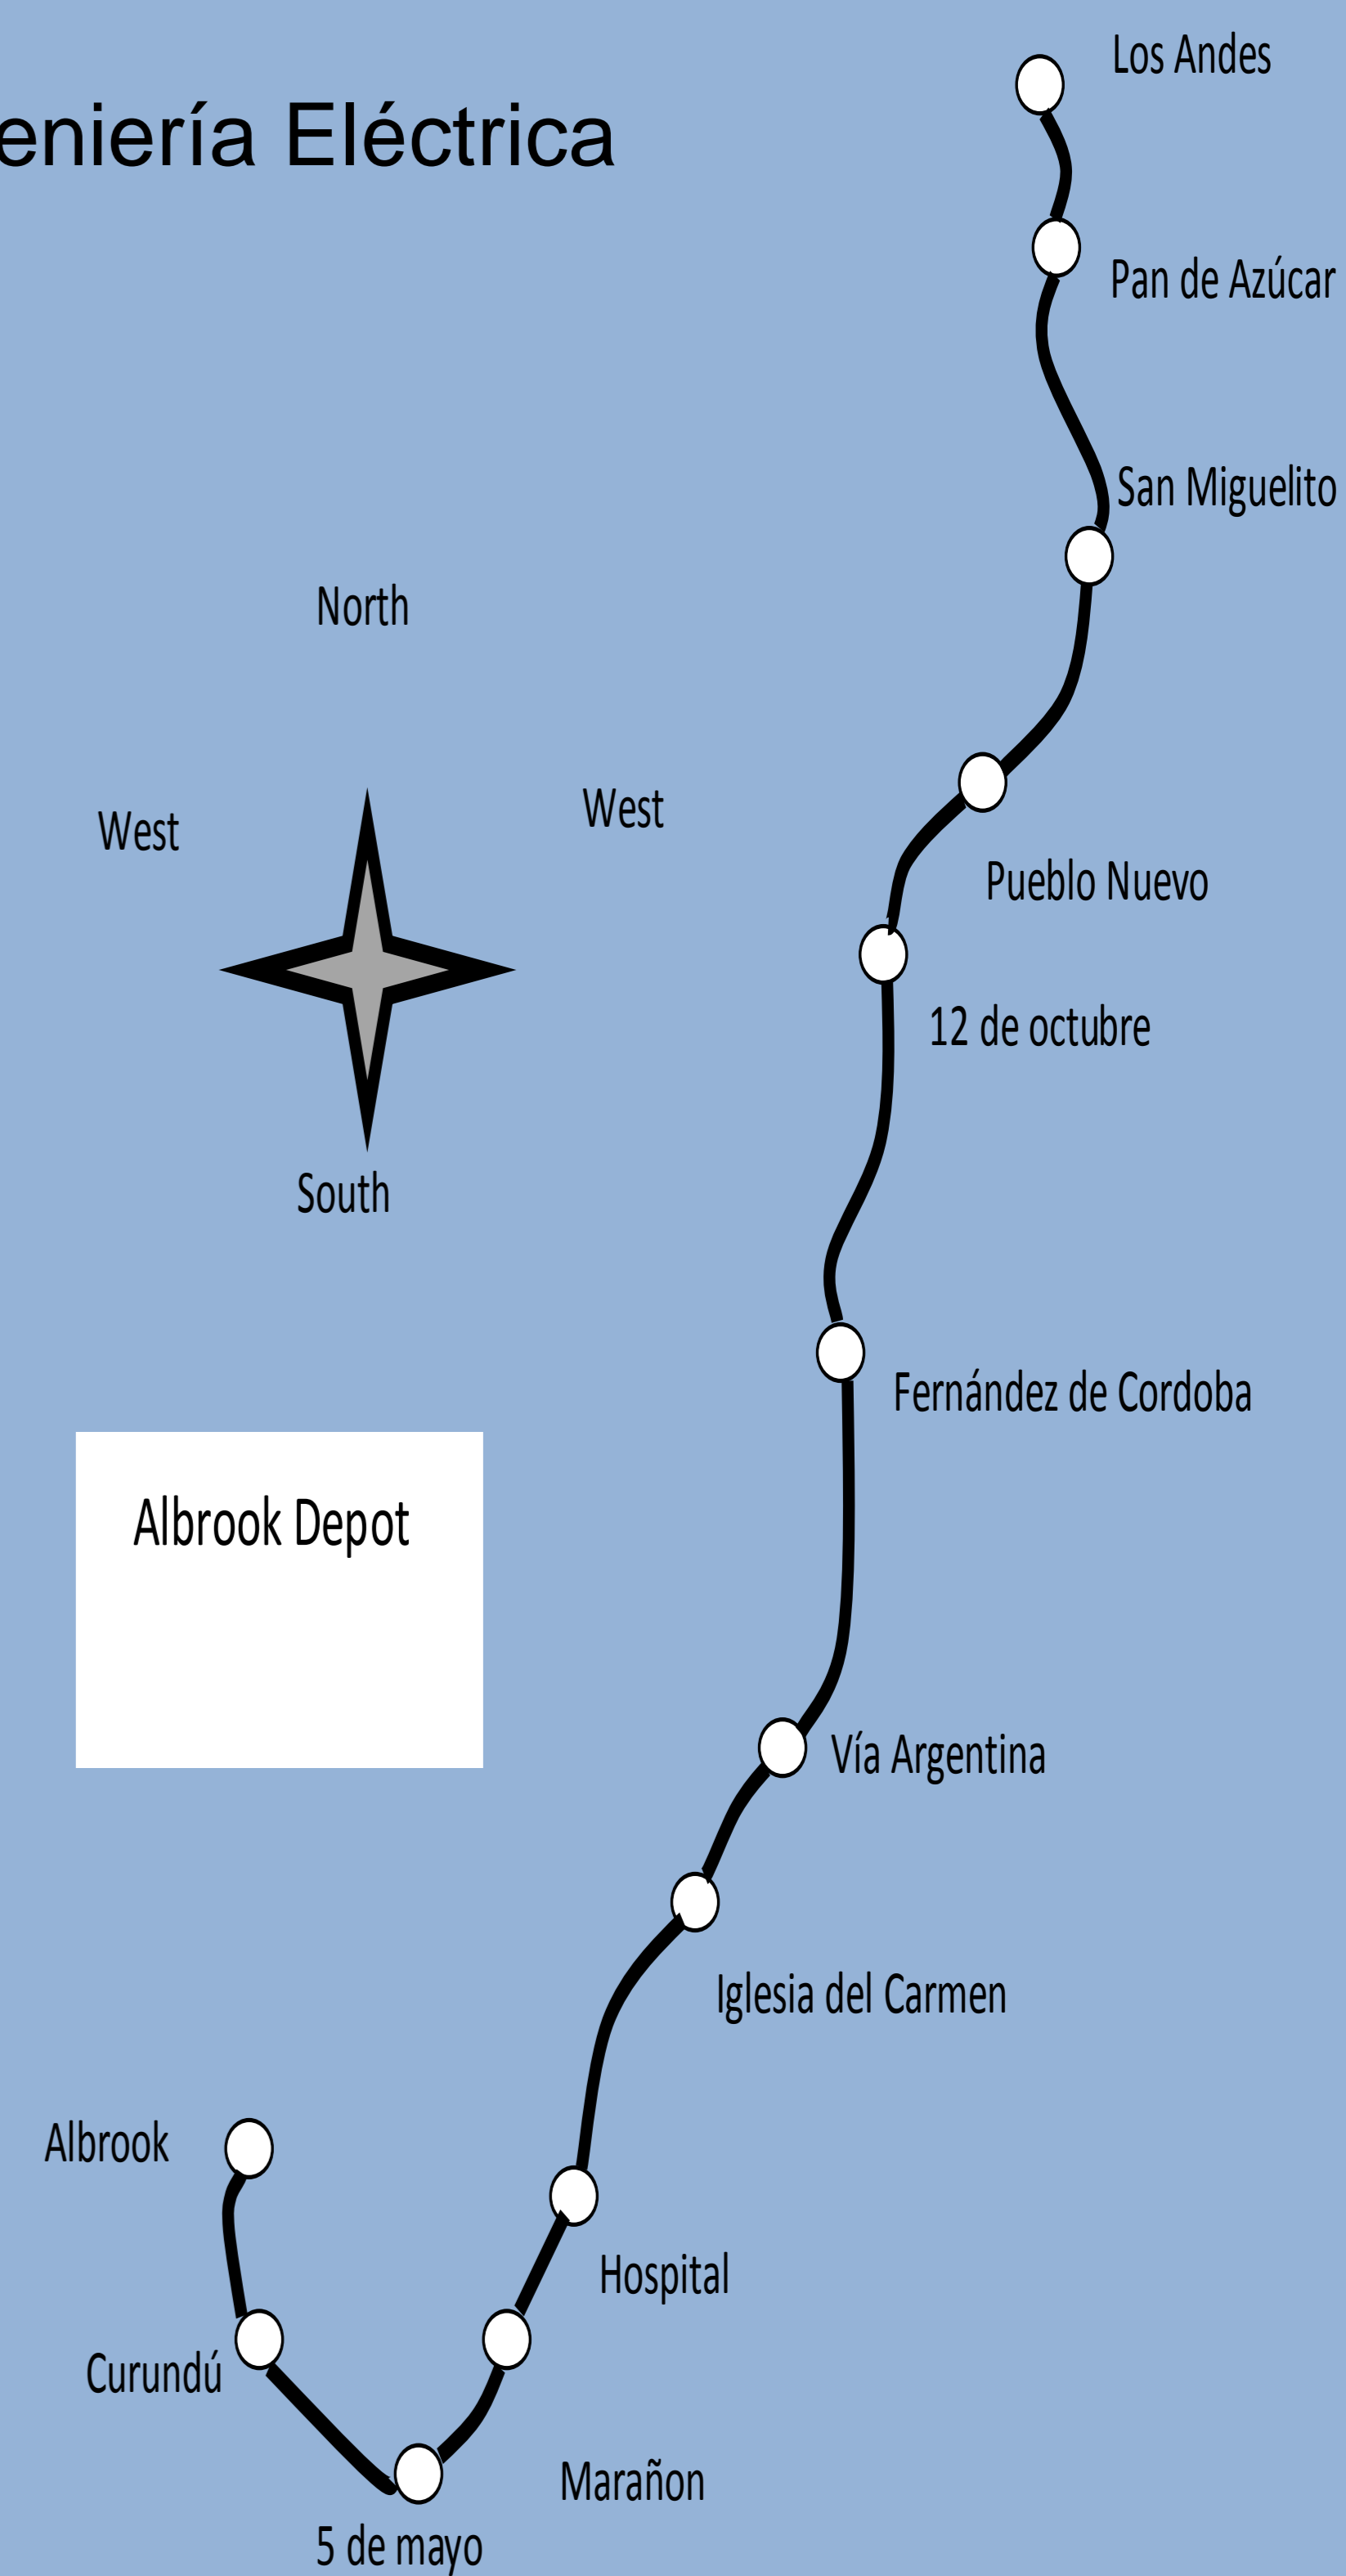 Los Andes
eniería Eléctrica
Pan de Azúcar
San Miguelito
North
West
West
Pueblo Nuevo
12 de octubre
South
Fernández de Cordoba
Albrook Depot
Vía Argentina
Iglesia del Carmen
Albrook
Hospital
Curundú
Marañon
5 de mayo